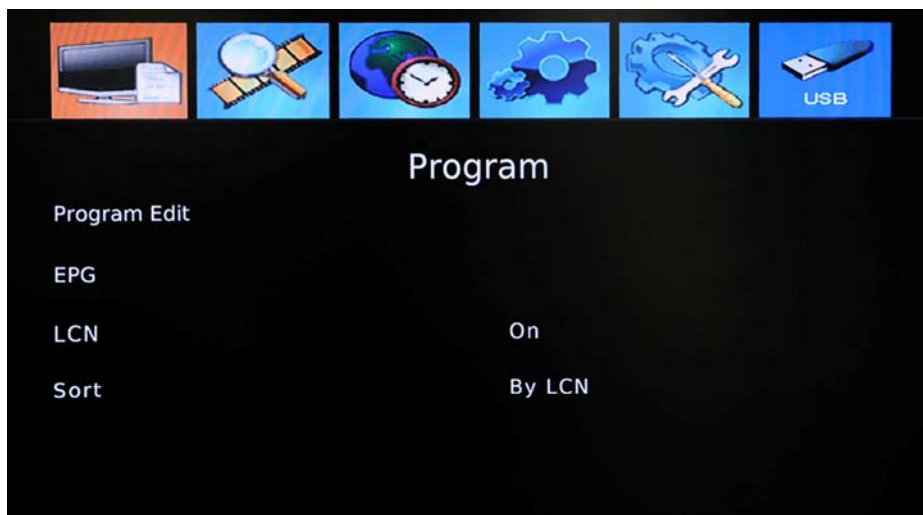 USB
Program
Program Edit
EPG
LCN On
Sort By LCN